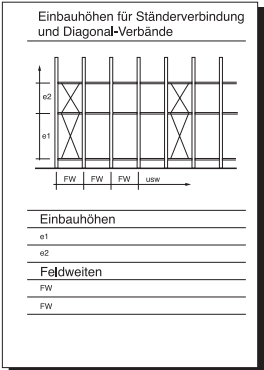 Einbauhöhen für Ständerverbindung
und Diagonal-Verbände
e2
e1
FW FW FW usw
Einbauhöhen
e1
e2
Feldweiten
FW
FW